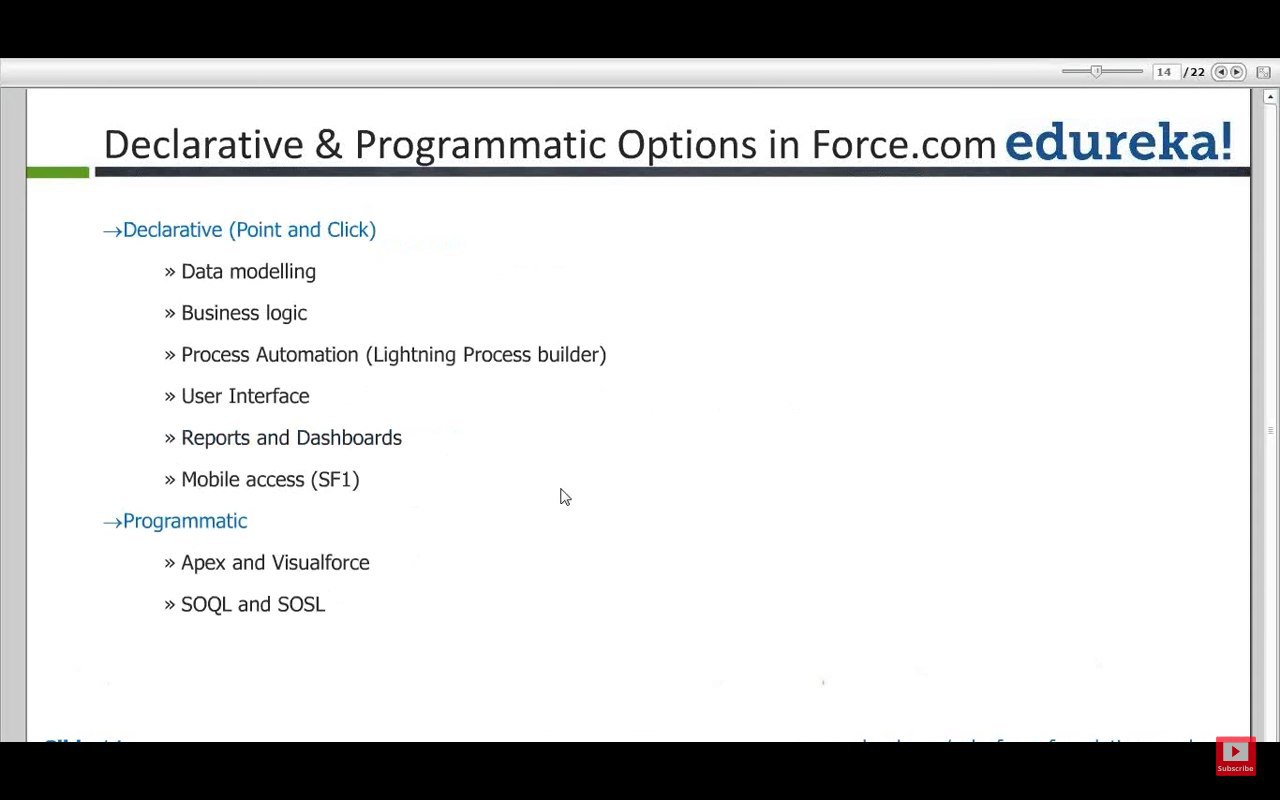 14 /22
Declarative & Programmatic Options in Force.com edureka!
→Declarative (Point and Click)
» Data modelling
» Business logic
» Process Automation (Lightning Process builder)
» User Interface
» Reports and Dashboards
» Mobile access (SF1)
→Programmatic
» Apex and Visualforce
» SOQL and SOSL
Subscribe